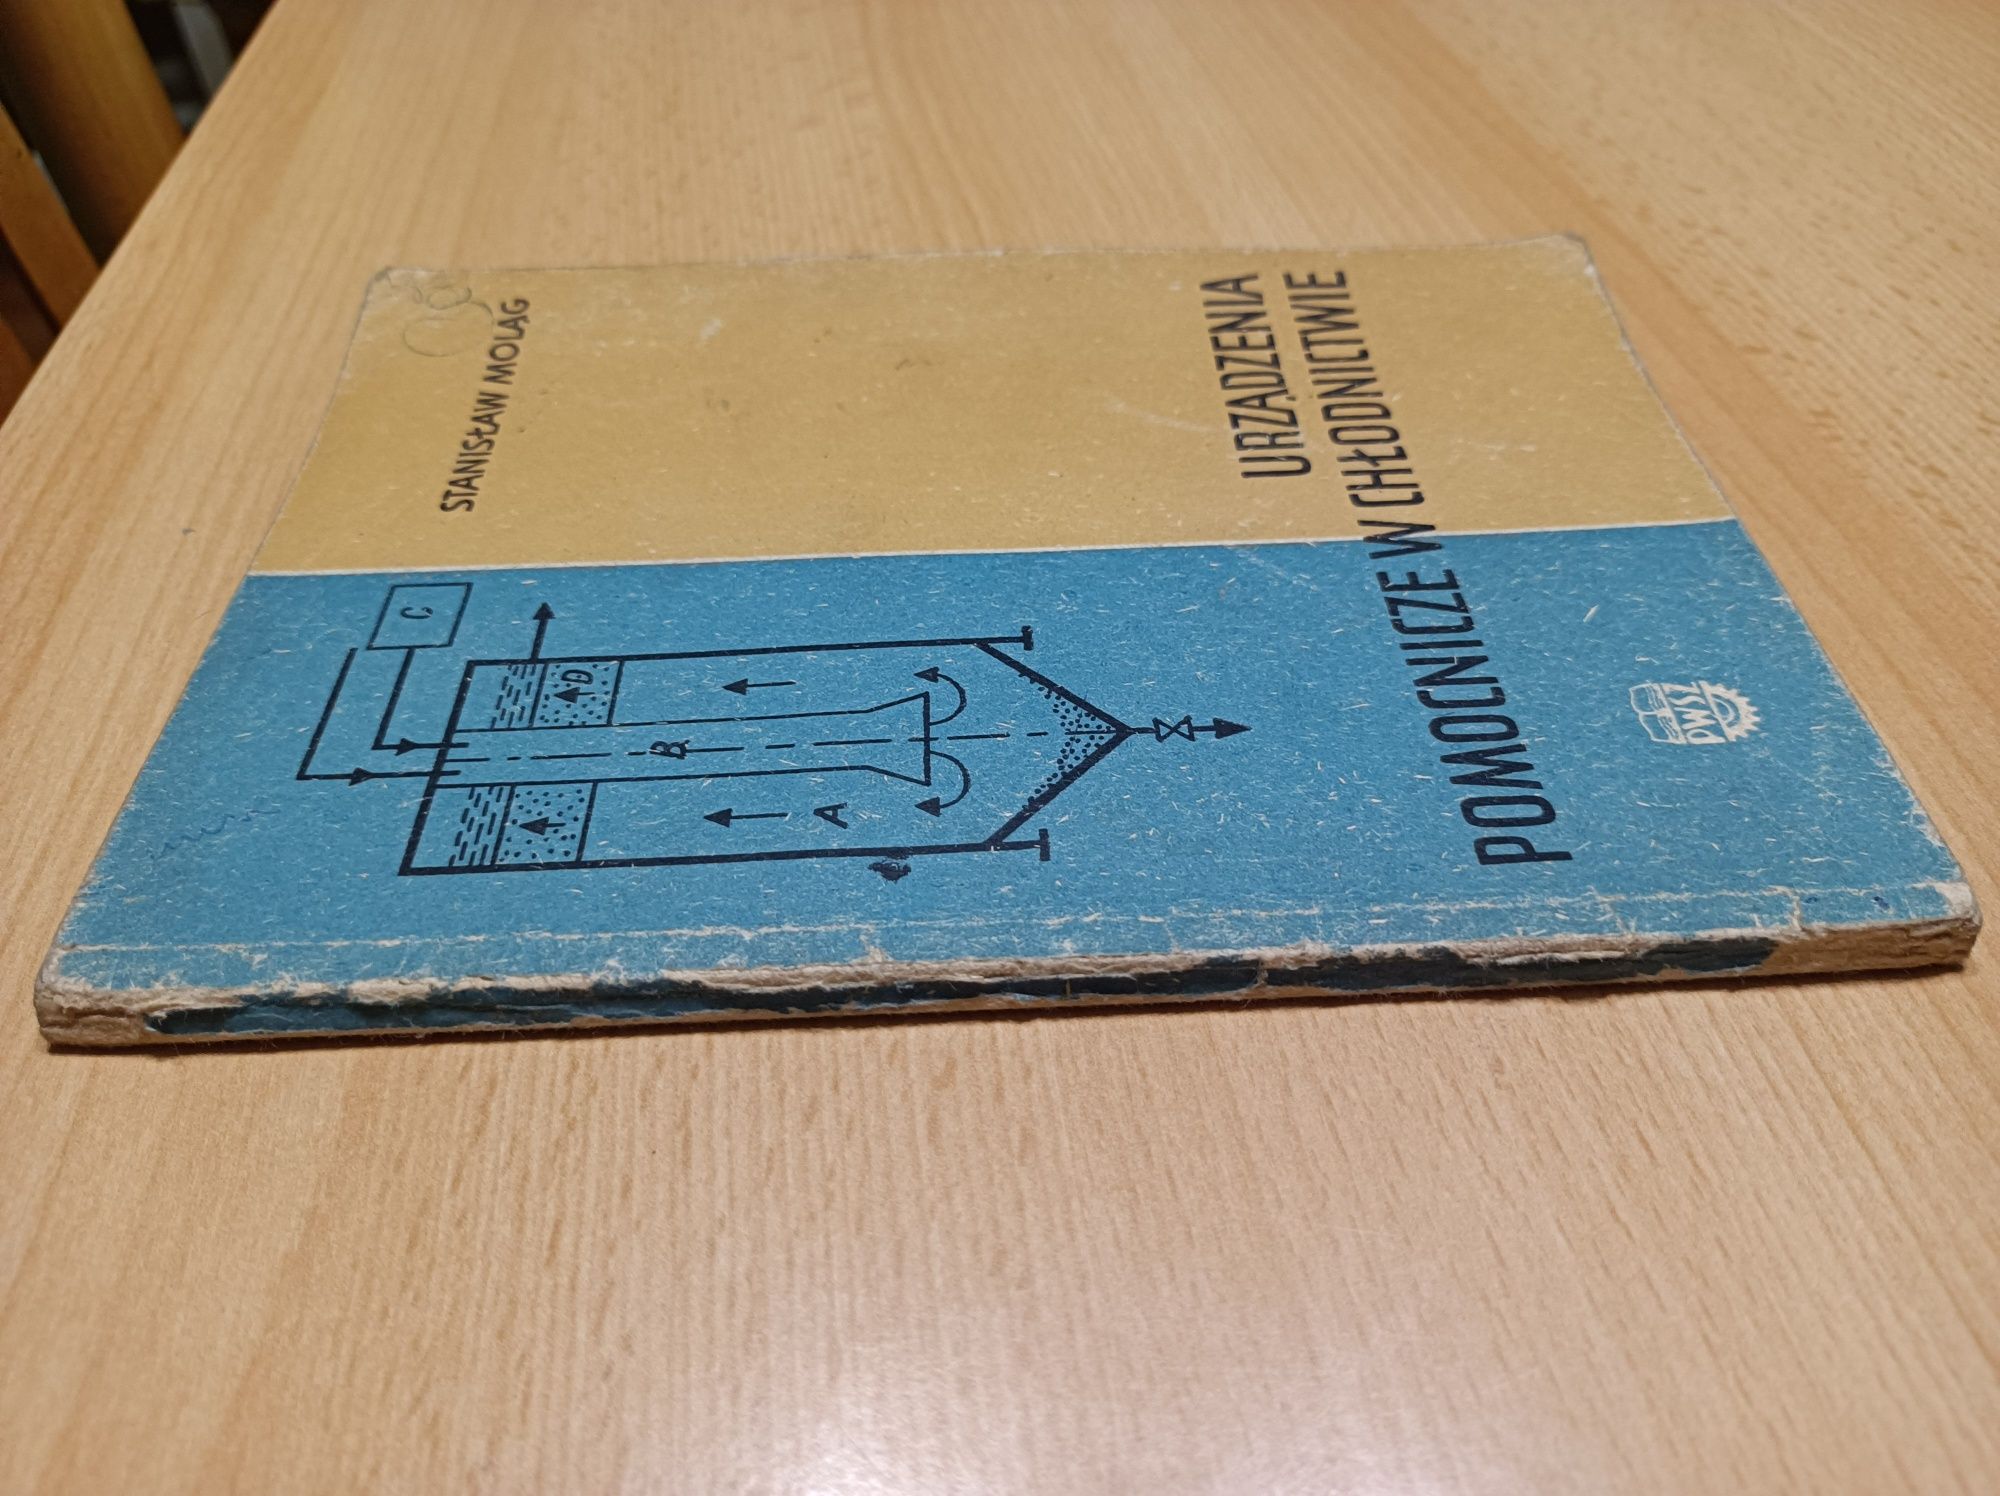 STANISŁAW MOLĄG
C
D
B
A
URZĄDZENIA
POMOCNICZE W CHŁODNICTWIE
PWSZ